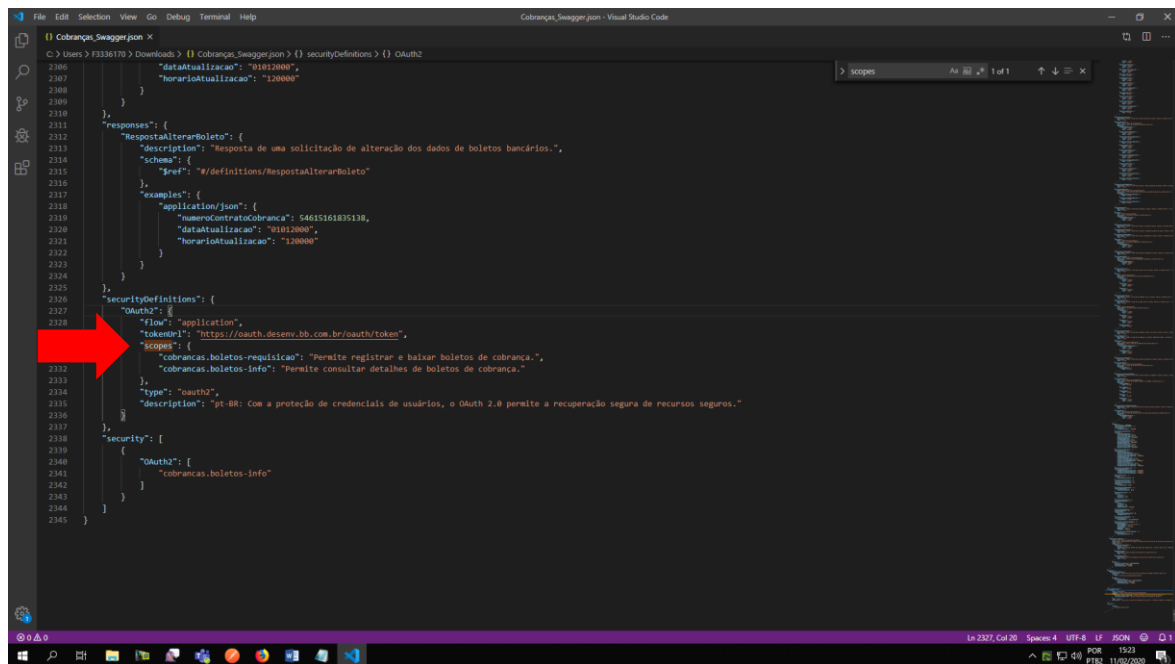 File Edit Selection View Go Debug Terminal Help
Cobranças_Swagger.json - Visual Studio Code
{} Cobranças_Swagger.json ×
C: > Users > F3336170 > Downloads > {} Cobranças_Swagger.json > {} securityDefinitions > {} OAuth2
> scopes Aa 1 of 1
2306 "dataAtualizacao": "01012000",
2307 "horarioAtualizacao": "120000"
2308 }
2309 }
2310 },
2311 "responses": {
2312 "RespostaAlterarBoleto": {
2313 "description": "Resposta de uma solicitação de alteração dos dados de boletos bancários.",
2314 "schema": {
2315 "$ref": "#/definitions/RespostaAlterarBoleto"
2316 },
2317 "examples": {
2318 "application/json": {
2319 "numeroContratoCobranca": 54615161835138,
2320 "dataAtualizacao": "01012000",
2321 "horarioAtualizacao": "120000"
2322 }
2323 }
2324 }
2325 },
2326 "securityDefinitions": {
2327 "OAuth2": {
2328 "flow": "application",
"tokenUrl": "https://oauth.desenv.bb.com.br/oauth/token",
"scopes": {
"cobrancas.boletos-requisicao": "Permite registrar e baixar boletos de cobrança.",
2332 "cobrancas.boletos-info": "Permite consultar detalhes de boletos de cobrança."
2333 },
2334 "type": "oauth2",
2335 "description": "pt-BR: Com a proteção de credenciais de usuários, o OAuth 2.0 permite a recuperação segura de recursos seguros."
2336 }
2337 },
2338 "security": [
2339 {
2340 "OAuth2": [
2341 "cobrancas.boletos-info"
2342 ]
2343 }
2344 ]
2345 }
0 0
Ln 2327, Col 20 Spaces: 4 UTF-8 LF JSON 1
POR 15:23
PTB2 11/02/2020